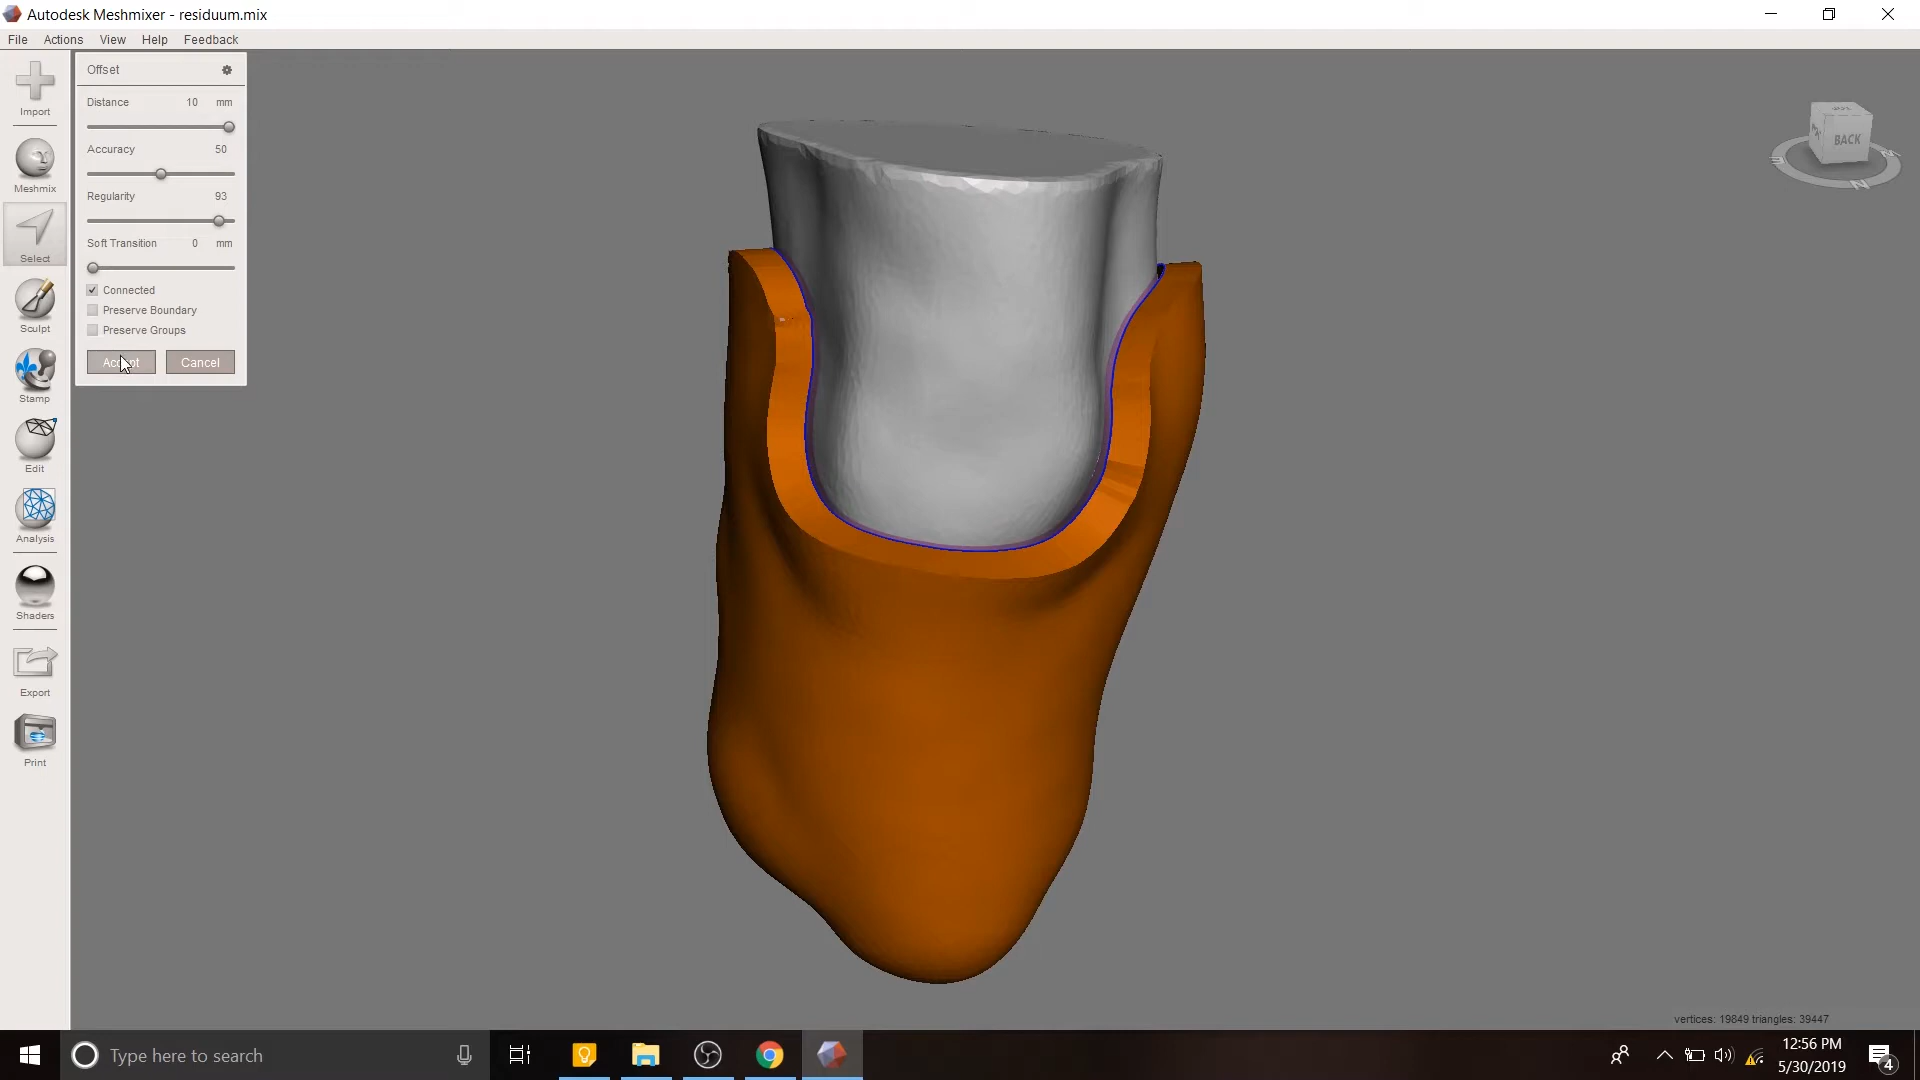 Autodesk Meshmixer - residuum.mix
File Actions View Help Feedback
Import
Meshmix
Select
Sculpt
Stamp
Edit
Analysis
Shaders
Export
Print
Offset
Distance 10 mm
Accuracy 50
Regularity 93
Soft Transition 0 mm
Connected
Preserve Boundary
Preserve Groups
Cancel
BACK
vertices: 19849 triangles: 39447
Type here to search
12:56 PM
5/30/2019
4